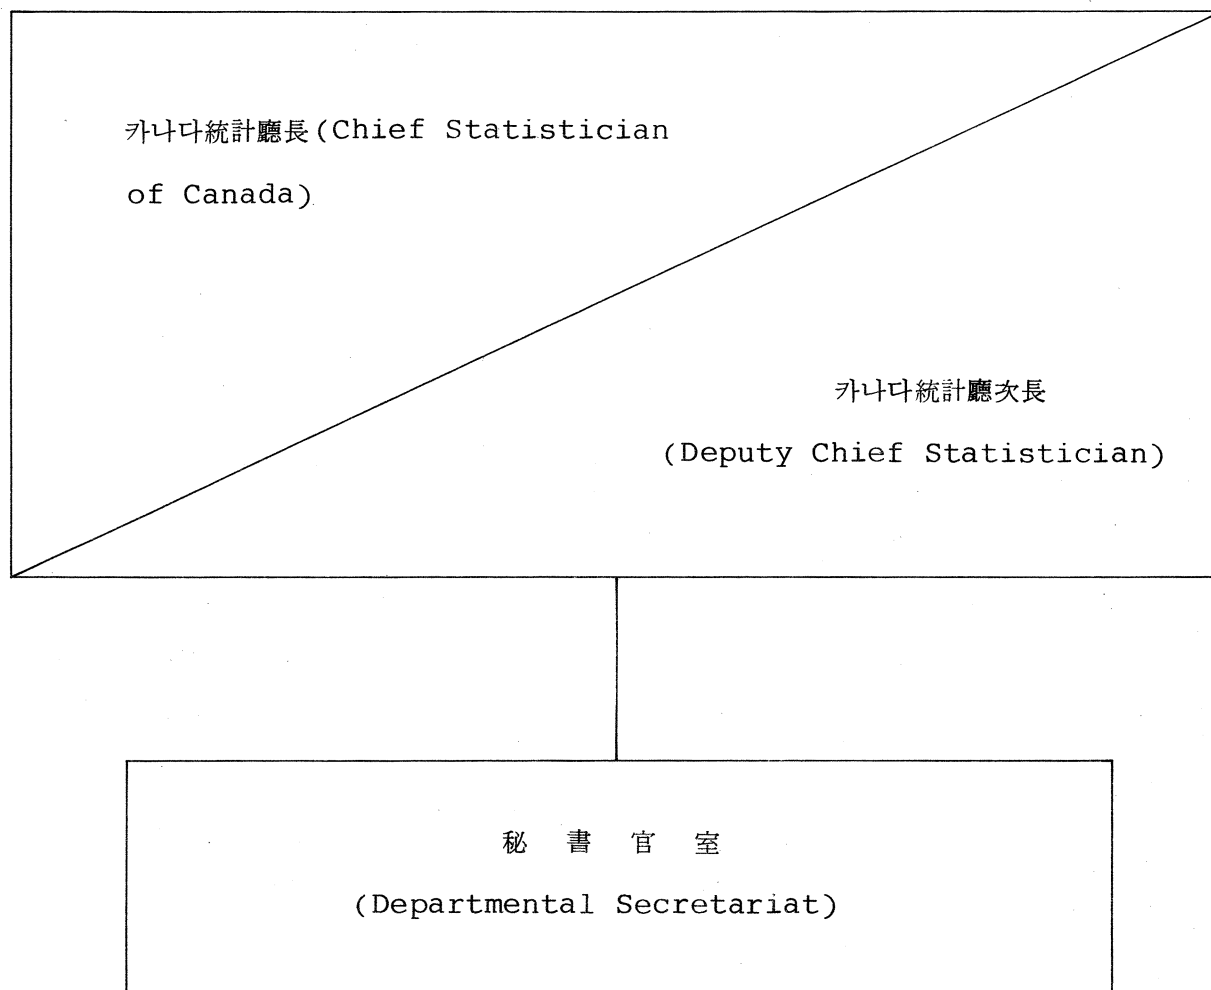 카나다統計廳長(Chief Statistician
of Canada)
카나다統計廳次長
(Deputy Chief Statistician)
秘 書 官 室
(Departmental Secretariat)